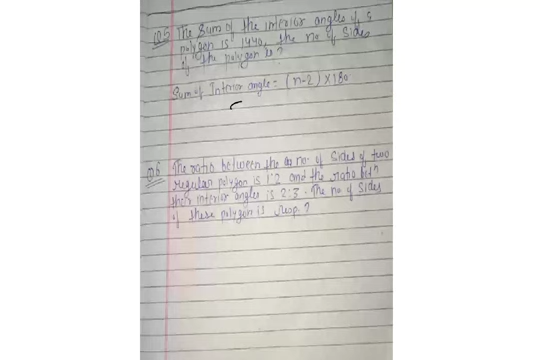 Q5 The Sum of the interior angles of a
polygon is 1440, the no of Sides
of the polygon is ?
Sum of Interior angle = (n-2) X180
Q6 The ratio between the no: of Sides of two
regular polygon is 1:2 and the ratio bet?
their interior angles is 2:3. The no of Sides
of these polygon is resp. ?